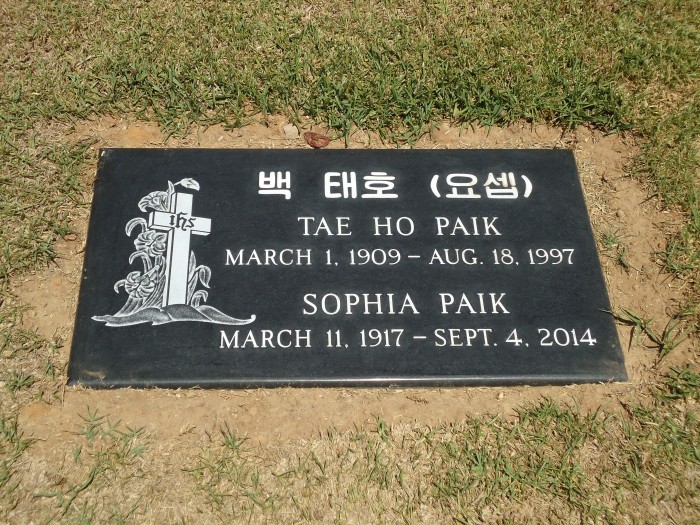 백 태호 (요셉)
IHS
TAE HO PAIK
MARCH 1, 1909 – AUG. 18, 1997
SOPHIA PAIK
MARCH 11, 1917 – SEPT. 4, 2014